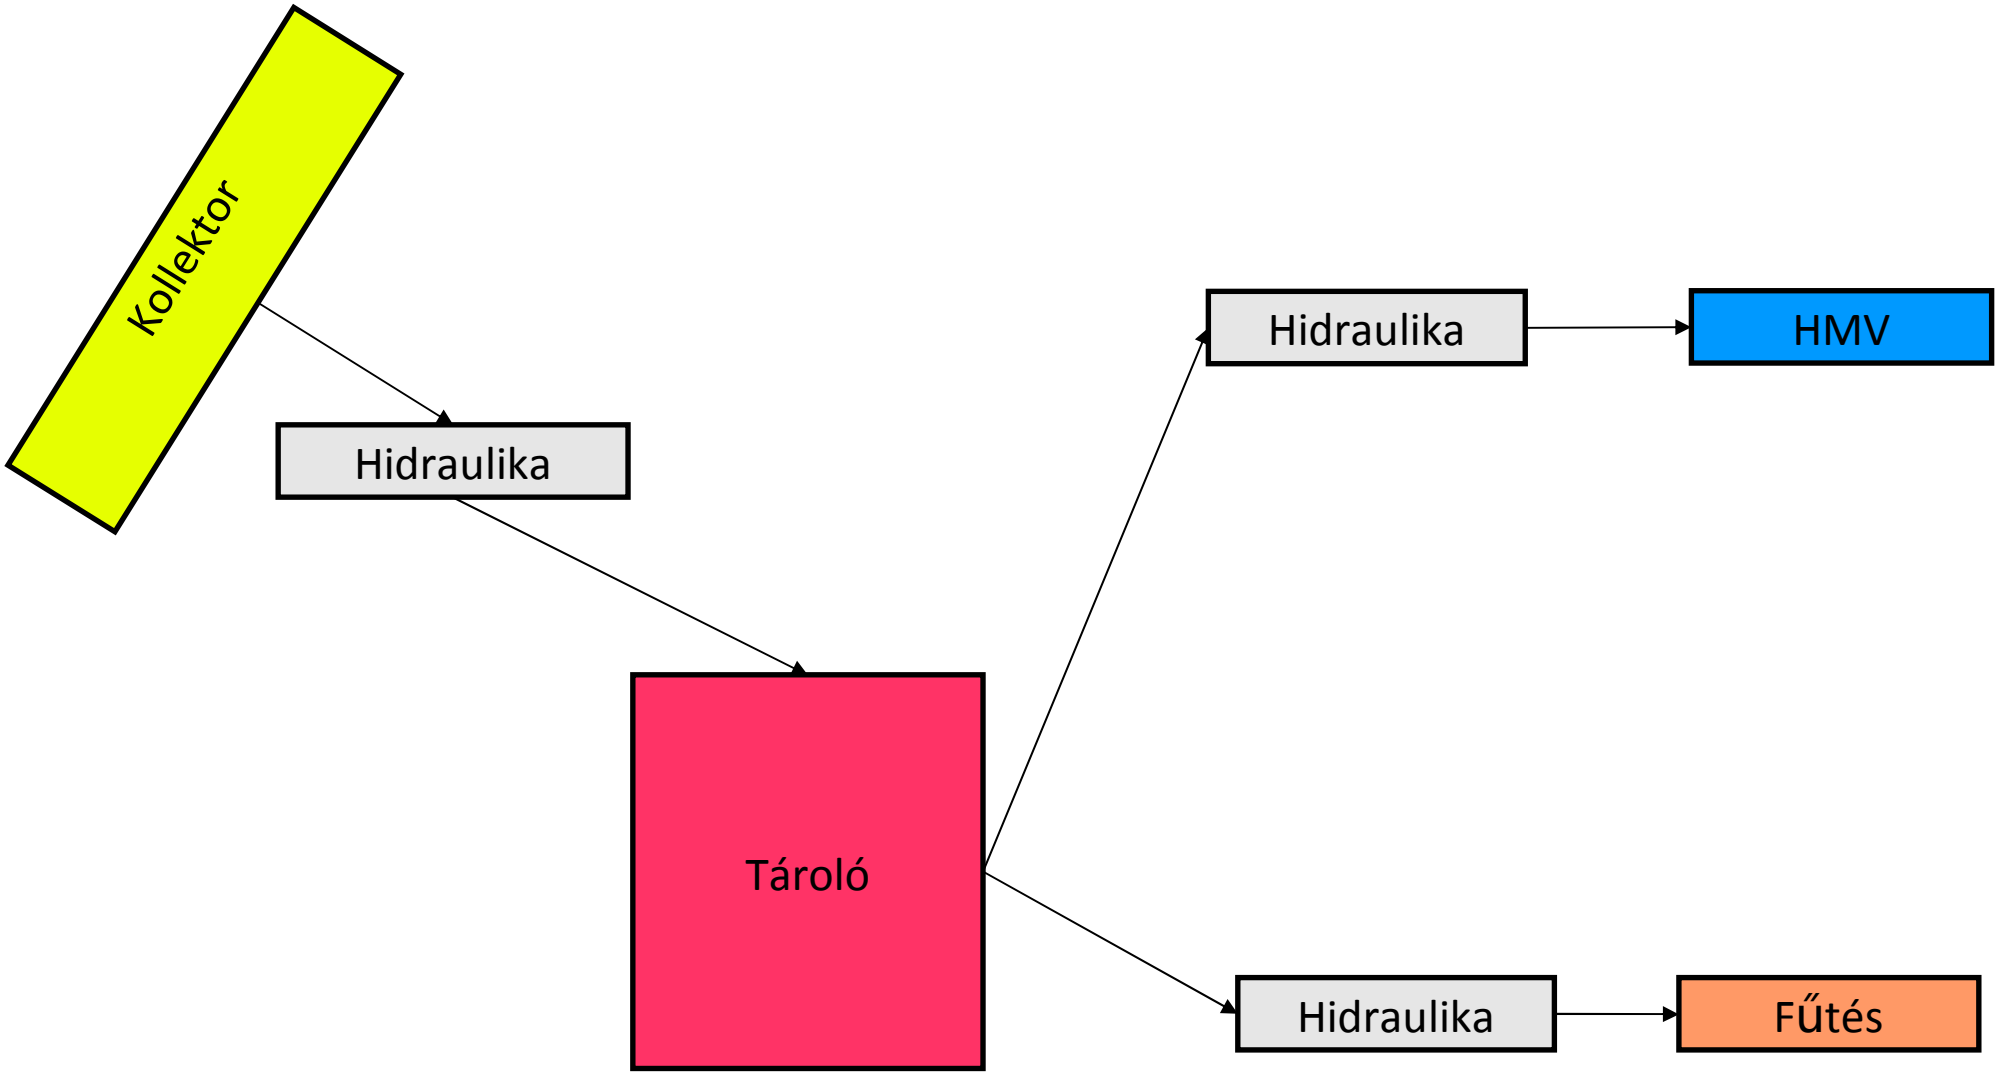 Kollektor
Hidraulika
HMV
Hidraulika
Tároló
Hidraulika
Fűtés